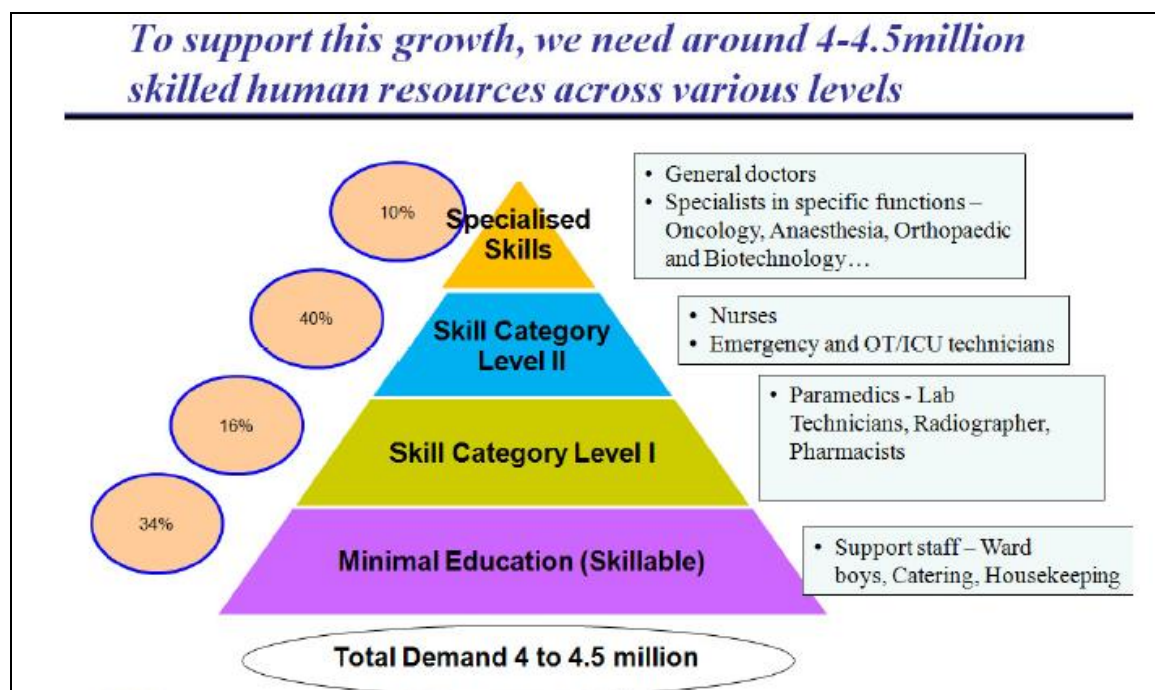 To support this growth, we need around 4-4.5million
skilled human resources across various levels
10%
Specialised
Skills
• General doctors
• Specialists in specific functions –
Oncology, Anaesthesia, Orthopaedic
and Biotechnology…
40%
Skill Category
Level II
• Nurses
• Emergency and OT/ICU technicians
16%
Skill Category Level I
• Paramedics - Lab
Technicians, Radiographer,
Pharmacists
34%
Minimal Education (Skillable)
• Support staff – Ward
boys, Catering, Housekeeping
Total Demand 4 to 4.5 million